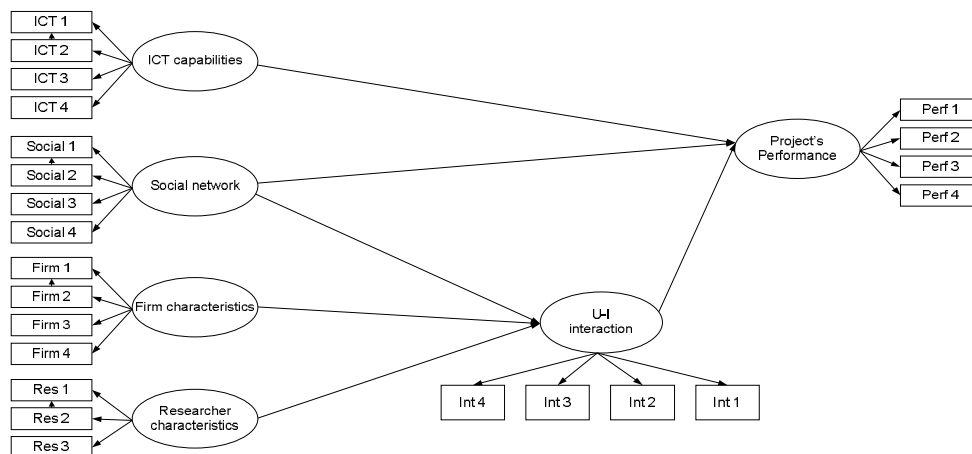 ICT 1
ICT 2
ICT 3
ICT 4
ICT capabilities
Social 1
Social 2
Social 3
Social 4
Social network
Firm 1
Firm 2
Firm 3
Firm 4
Firm characteristics
Res 1
Res 2
Res 3
Researcher
characteristics
U-I
interaction
Int 4
Int 3
Int 2
Int 1
Project's
Performance
Perf 1
Perf 2
Perf 3
Perf 4